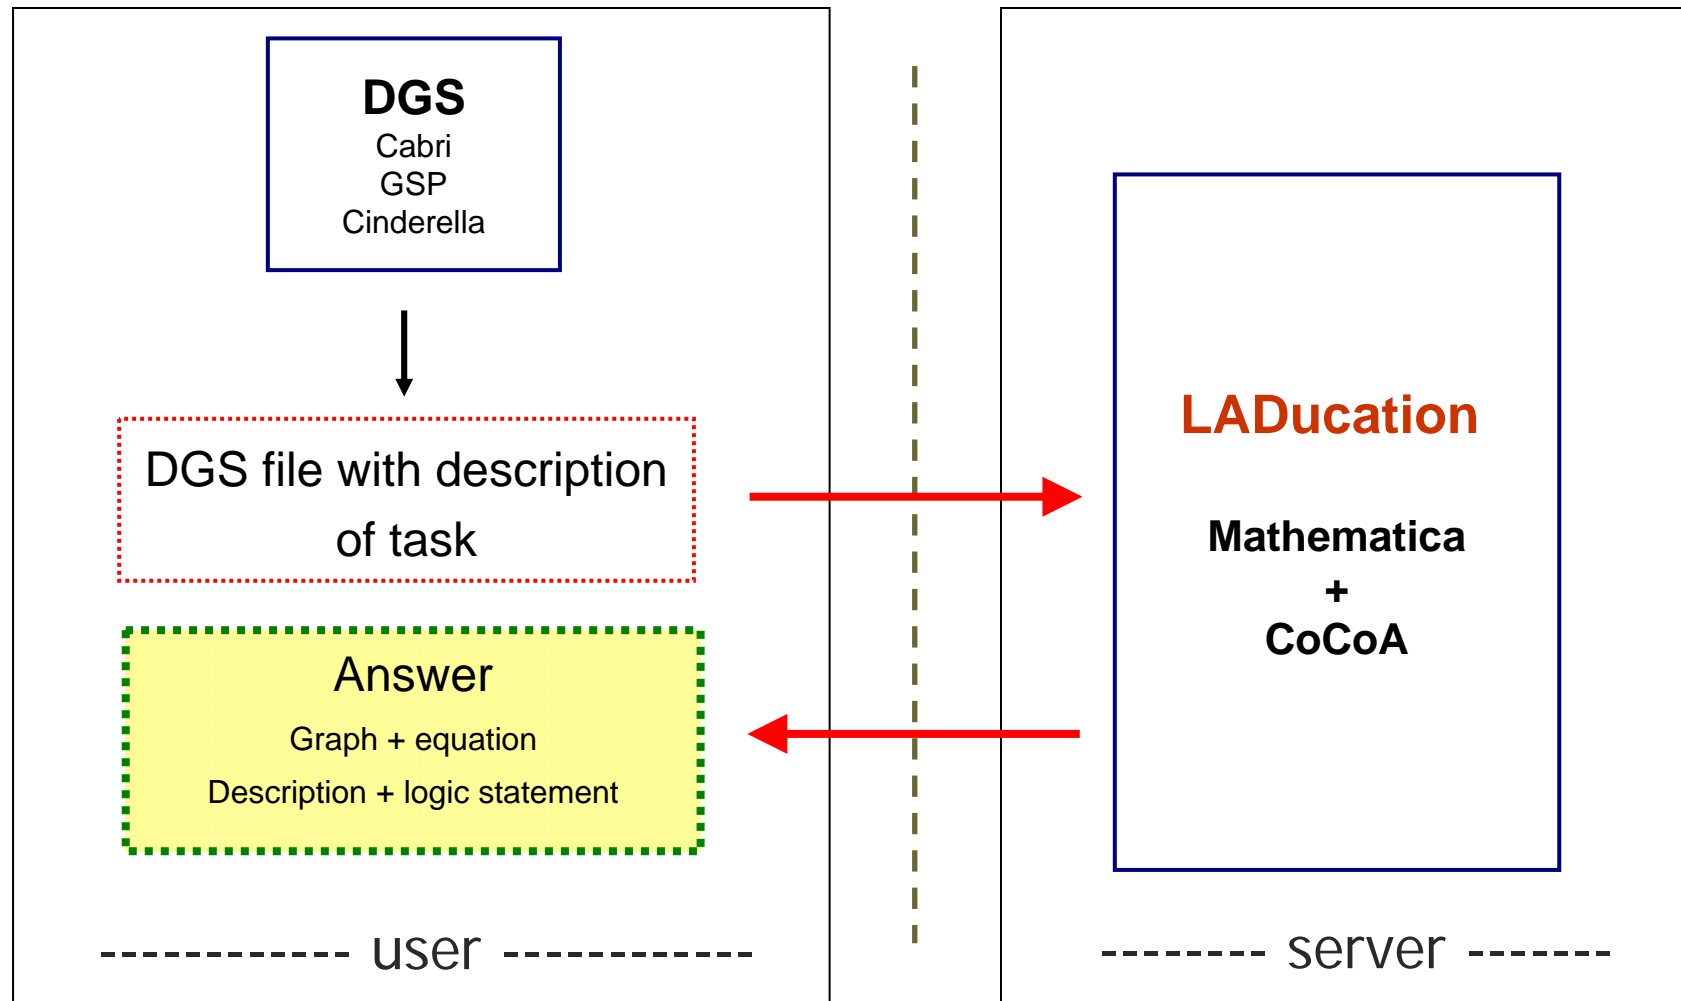 DGS
Cabri
GSP
Cinderella
DGS file with description
of task
Answer
Graph + equation
Description + logic statement
user
LADucation
Mathematica
+
CoCoA
server